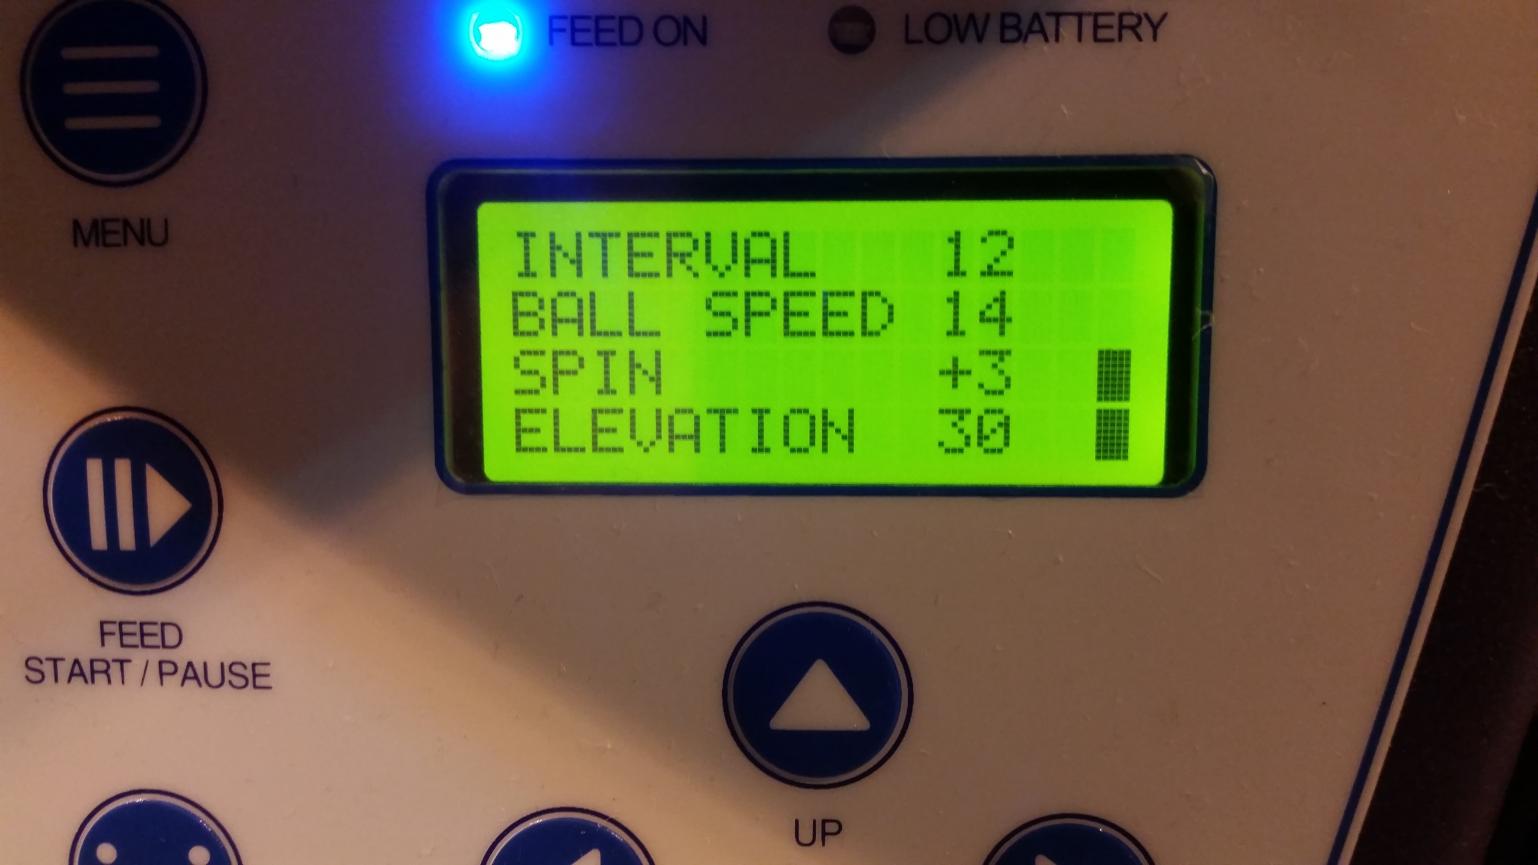 FEED ON
LOW BATTERY
MENU
INTERVAL 12
BALL SPEED 14
SPIN +3
ELEVATION 30
FEED
START / PAUSE
UP